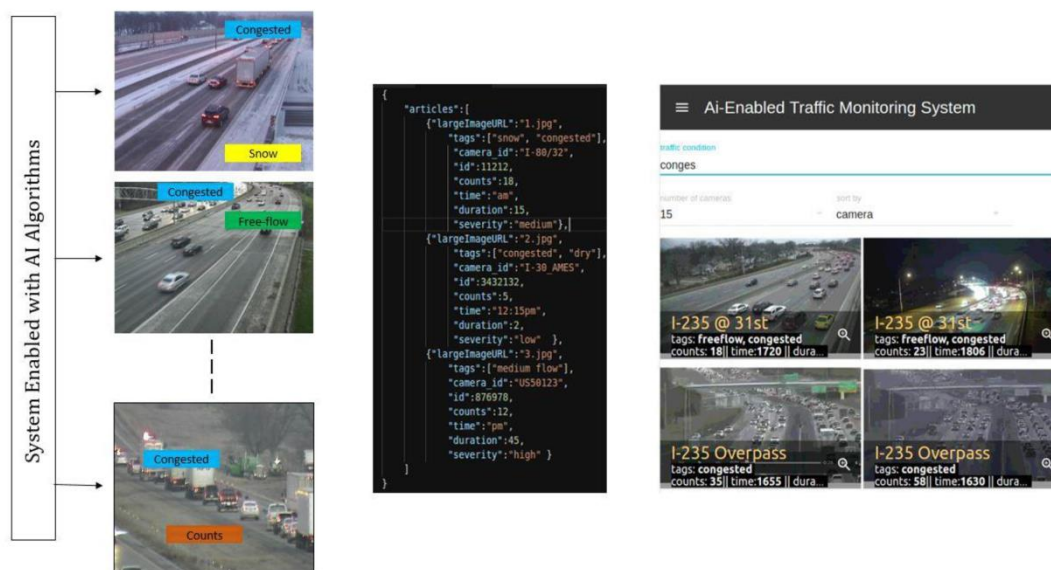 System Enabled with AI Algorithms
Congested
Snow
Congested
Free-flow
Congested
Counts
{
"articles":[
{"largeImageURL":"1.jpg",
"tags":["snow", "congested"],
"camera_id":"I-80/32",
"id":11212,
"counts":18,
"time":"am",
"duration":15,
"severity":"medium"},
{"largeImageURL":"2.jpg",
"tags":["congested", "dry"],
"camera_id":"I-30_AMES",
"id":3432132,
"counts":5,
"time":"12:15pm",
"duration":2,
"severity":"low" },
{"largeImageURL":"3.jpg",
"tags":["medium flow"],
"camera_id":"US50123",
"id":876978,
"counts":12,
"time":"pm",
"duration":45,
"severity":"high" }
]
}
Ai-Enabled Traffic Monitoring System
traffic condition
conges
number of cameras sort by
15 camera
I-235 @ 31st
tags: freeflow, congested
counts: 18|| time:1720 || dura...
I-235 @ 31st
tags: freeflow, congested
counts: 23|| time:1806 || dura...
I-235 Overpass
tags: congested
counts: 35|| time:1655 || dura...
I-235 Overpass
tags: congested
counts: 58|| time:1630 || dura...